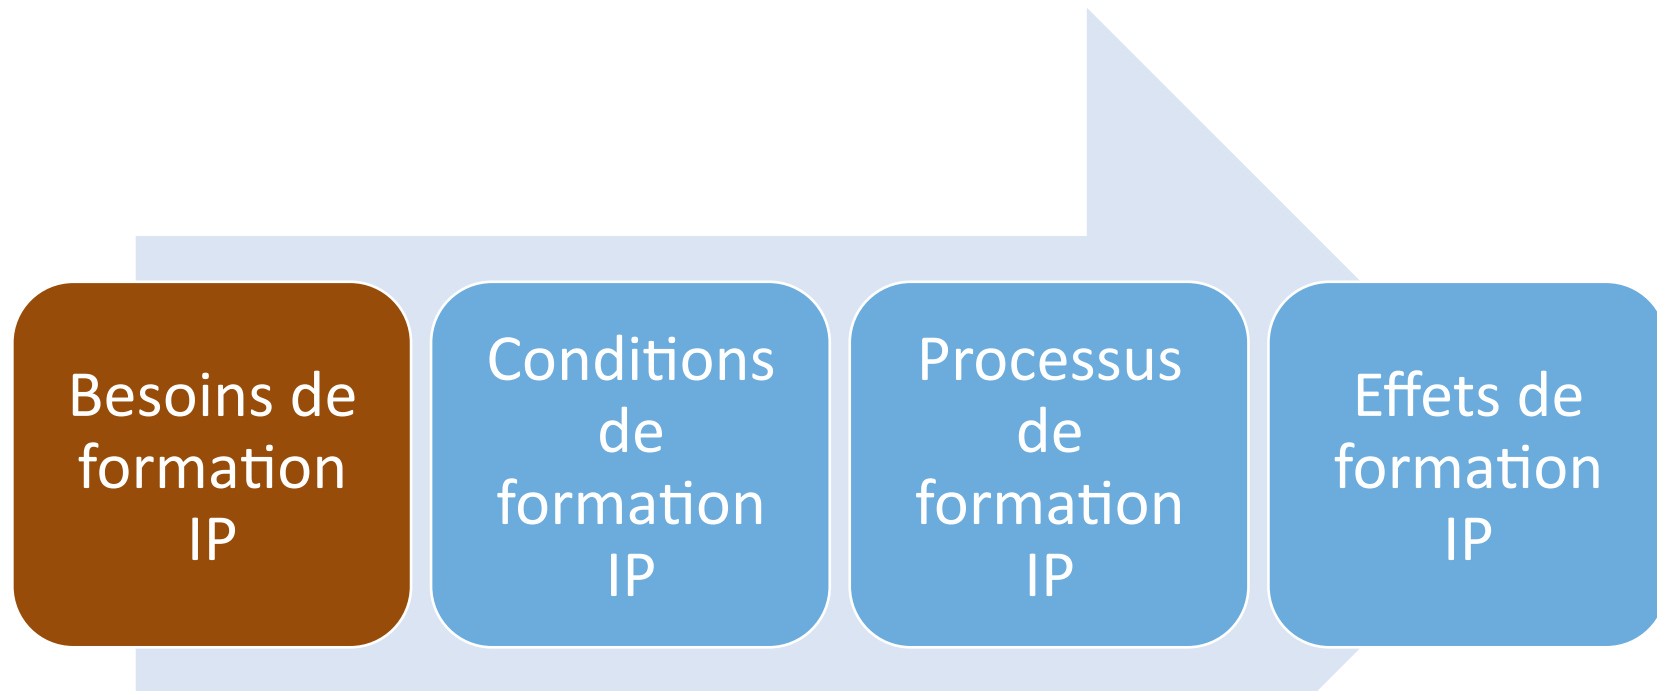 Besoins de
formation
IP
Conditions
de
formation
IP
Processus
de
formation
IP
Effets de
formation
IP